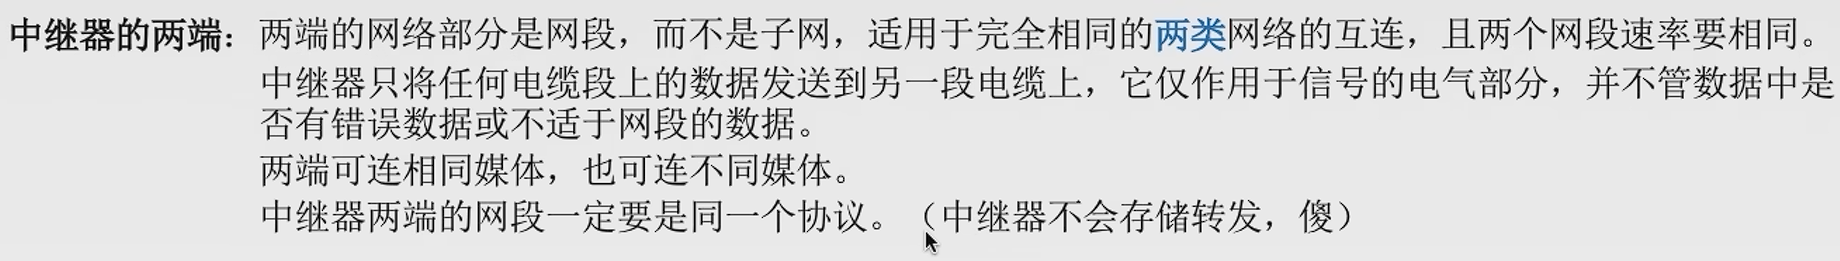 中继器的两端：两端的网络部分是网段，而不是子网，适用于完全相同的两类网络的互连，且两个网段速率要相同。
中继器只将任何电缆段上的数据发送到另一段电缆上，它仅作用于信号的电气部分，并不管数据中是
否有错误数据或不适于网段的数据。
两端可连相同媒体，也可连不同媒体。
中继器两端的网段一定要是同一个协议。（中继器不会存储转发，傻）